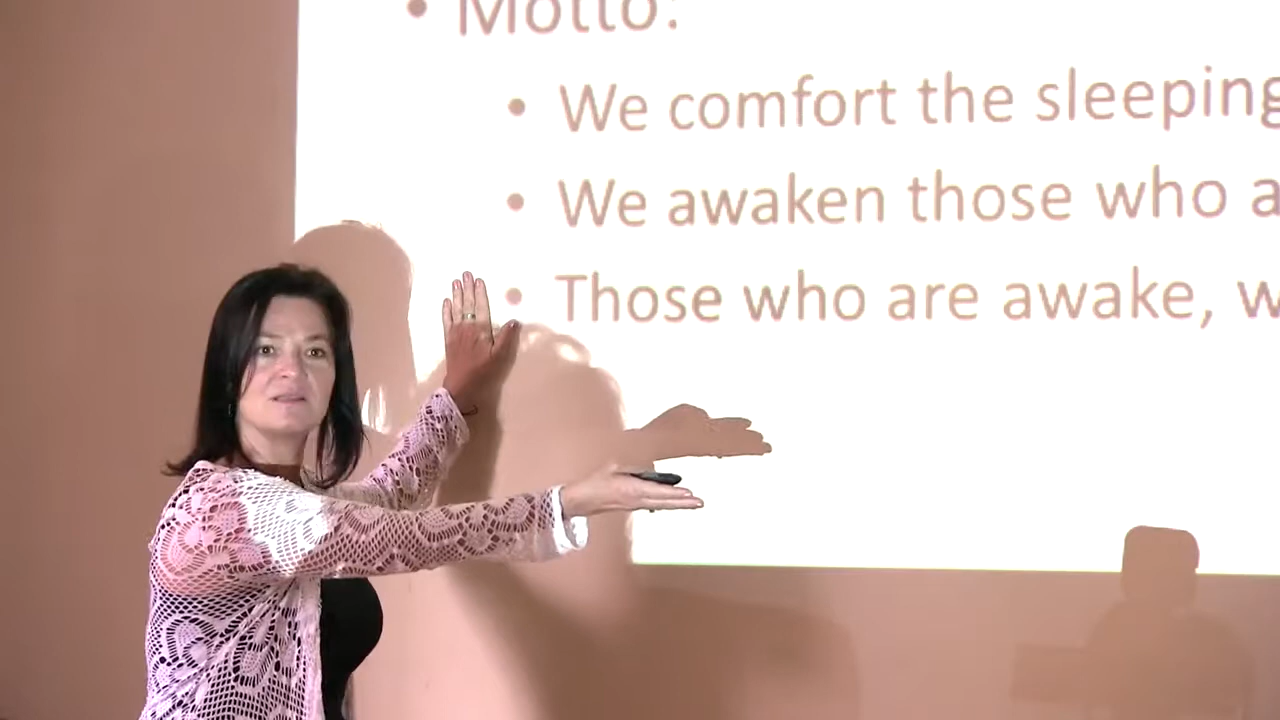 • Motto:
• We comfort the sleeping
• We awaken those who a
• Those who are awake, w